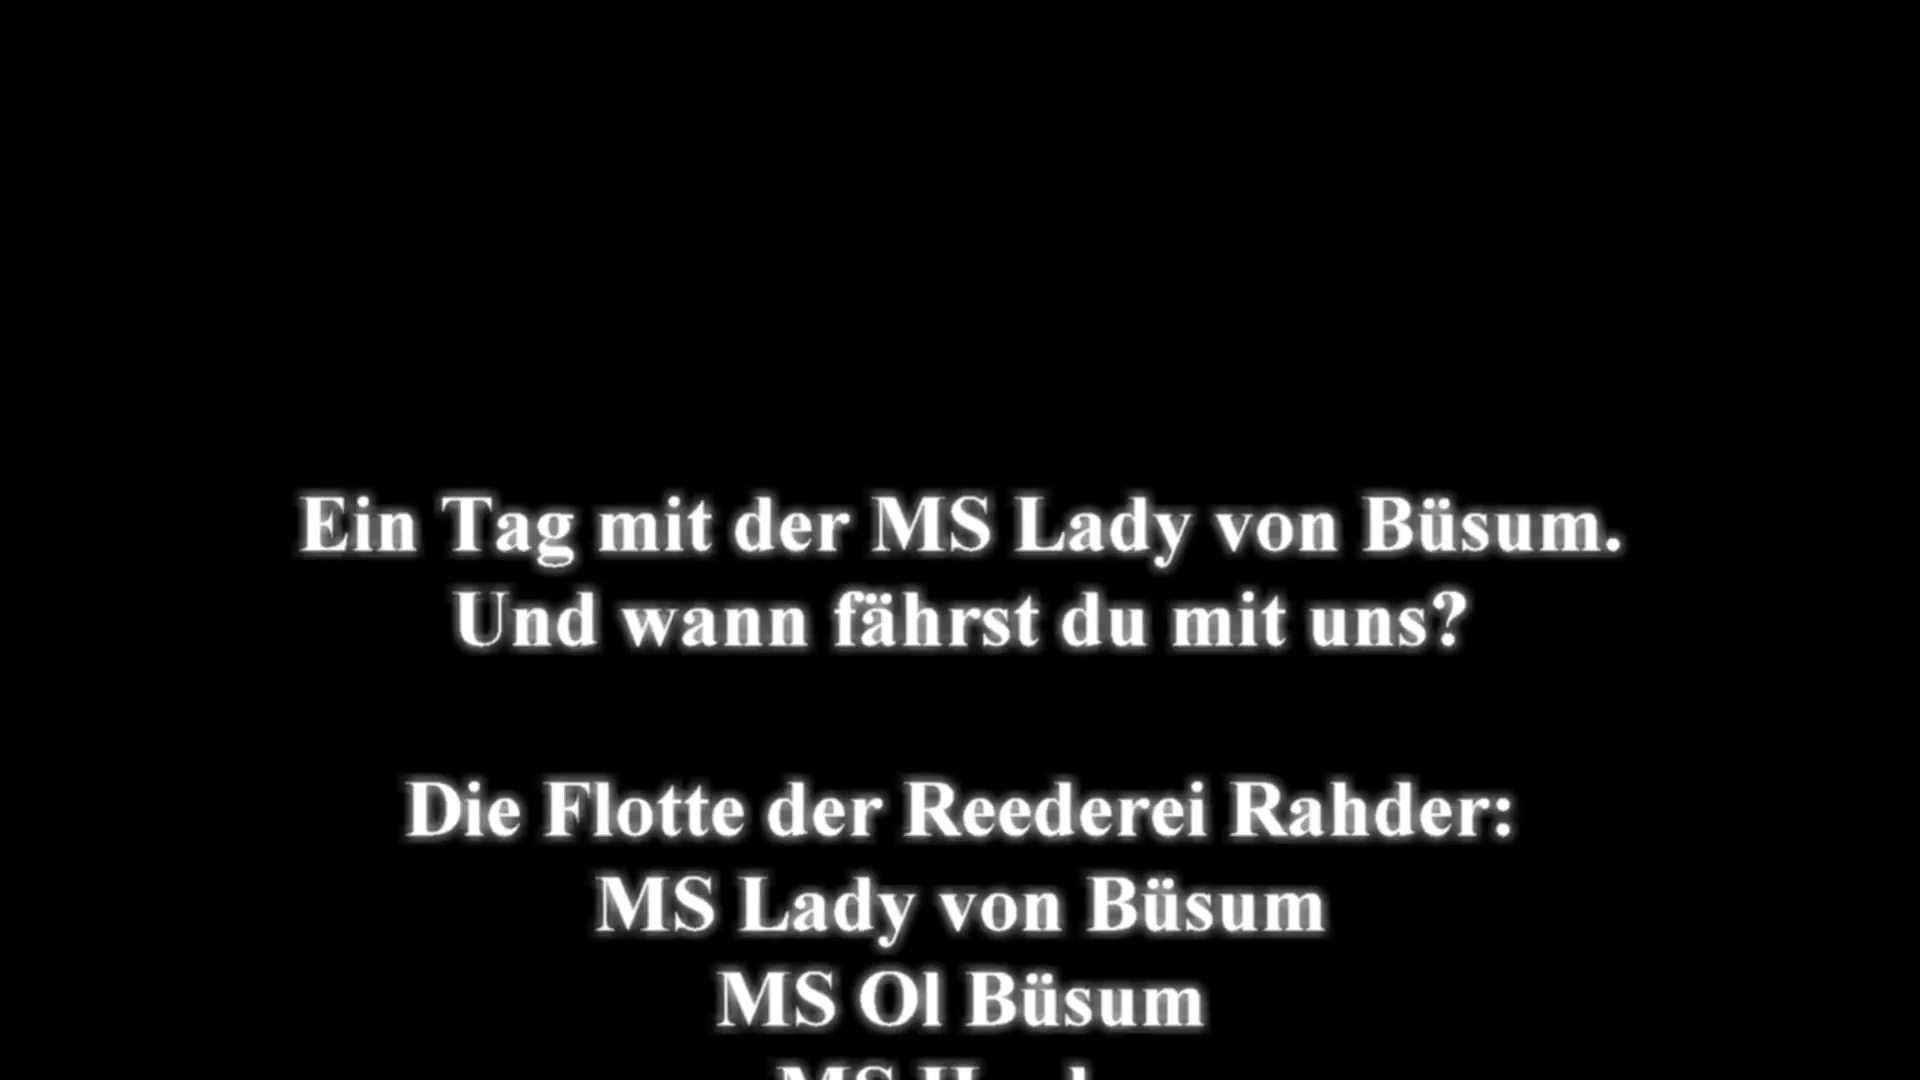 Ein Tag mit der MS Lady von Büsum.
Und wann fährst du mit uns?
Die Flotte der Reederei Rahder:
MS Lady von Büsum
MS Ol Büsum
MS